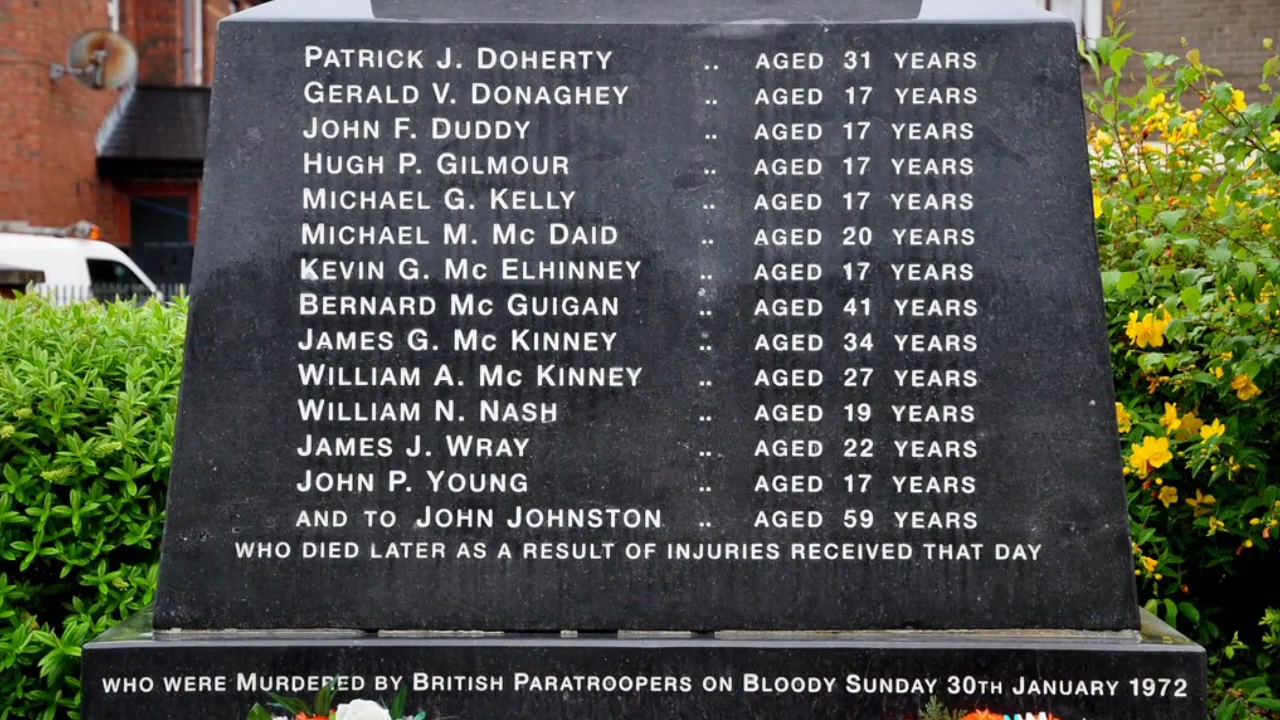 PATRICK J. DOHERTY .. AGED 31 YEARS
GERALD V. DONAGHEY .. AGED 17 YEARS
JOHN F. DUDDY .. AGED 17 YEARS
HUGH P. GILMOUR .. AGED 17 YEARS
MICHAEL G. KELLY .. AGED 17 YEARS
MICHAEL M. Mc DAID .. AGED 20 YEARS
KEVIN G. Mc ELHINNEY .. AGED 17 YEARS
BERNARD Mc GUIGAN .. AGED 41 YEARS
JAMES G. Mc KINNEY .. AGED 34 YEARS
WILLIAM A. Mc KINNEY .. AGED 27 YEARS
WILLIAM N. NASH .. AGED 19 YEARS
JAMES J. WRAY .. AGED 22 YEARS
JOHN P. YOUNG .. AGED 17 YEARS
AND TO JOHN JOHNSTON .. AGED 59 YEARS
WHO DIED LATER AS A RESULT OF INJURIES RECEIVED THAT DAY
WHO WERE MURDERED BY BRITISH PARATROOPERS ON BLOODY SUNDAY 30TH JANUARY 1972